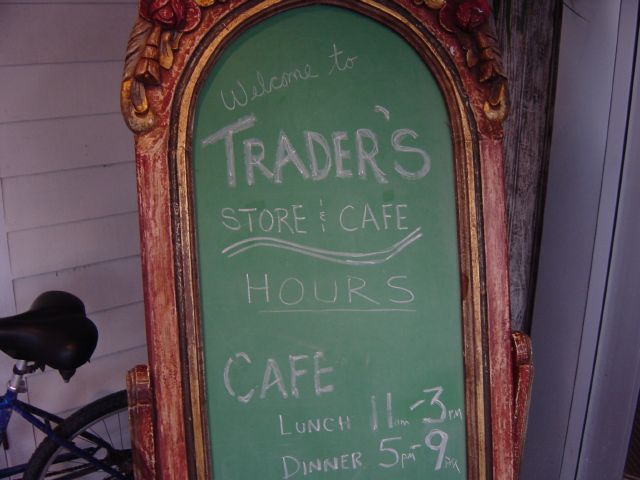 Welcome to
TRADER'S
STORE & CAFE
HOURS
CAFE
LUNCH 11am-3PM
DINNER 5pm-9PM